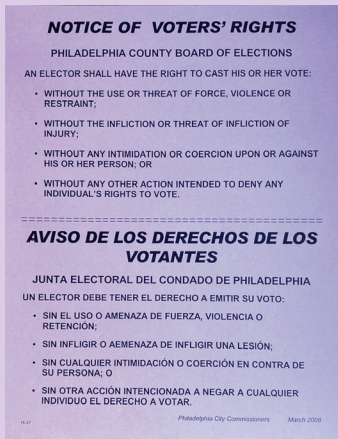 NOTICE OF VOTERS' RIGHTS
PHILADELPHIA COUNTY BOARD OF ELECTIONS
AN ELECTOR SHALL HAVE THE RIGHT TO CAST HIS OR HER VOTE:
• WITHOUT THE USE OR THREAT OF FORCE, VIOLENCE OR
RESTRAINT;
• WITHOUT THE INFLICTION OR THREAT OF INFLICTION OF
INJURY;
• WITHOUT ANY INTIMIDATION OR COERCION UPON OR AGAINST
HIS OR HER PERSON; OR
• WITHOUT ANY OTHER ACTION INTENDED TO DENY ANY
INDIVIDUAL'S RIGHTS TO VOTE.
AVISO DE LOS DERECHOS DE LOS
VOTANTES
JUNTA ELECTORAL DEL CONDADO DE PHILADELPHIA
UN ELECTOR DEBE TENER EL DERECHO A EMITIR SU VOTO:
• SIN EL USO O AMENAZA DE FUERZA, VIOLENCIA O
RETENCIÓN;
• SIN INFLIGIR O AEMENAZA DE INFLIGIR UNA LESIÓN;
• SIN CUALQUIER INTIMIDACIÓN O COERCIÓN EN CONTRA DE
SU PERSONA; O
• SIN OTRA ACCIÓN INTENCIONADA A NEGAR A CUALQUIER
INDIVIDUO EL DERECHO A VOTAR.
Philadelphia City Commissioners March 2008